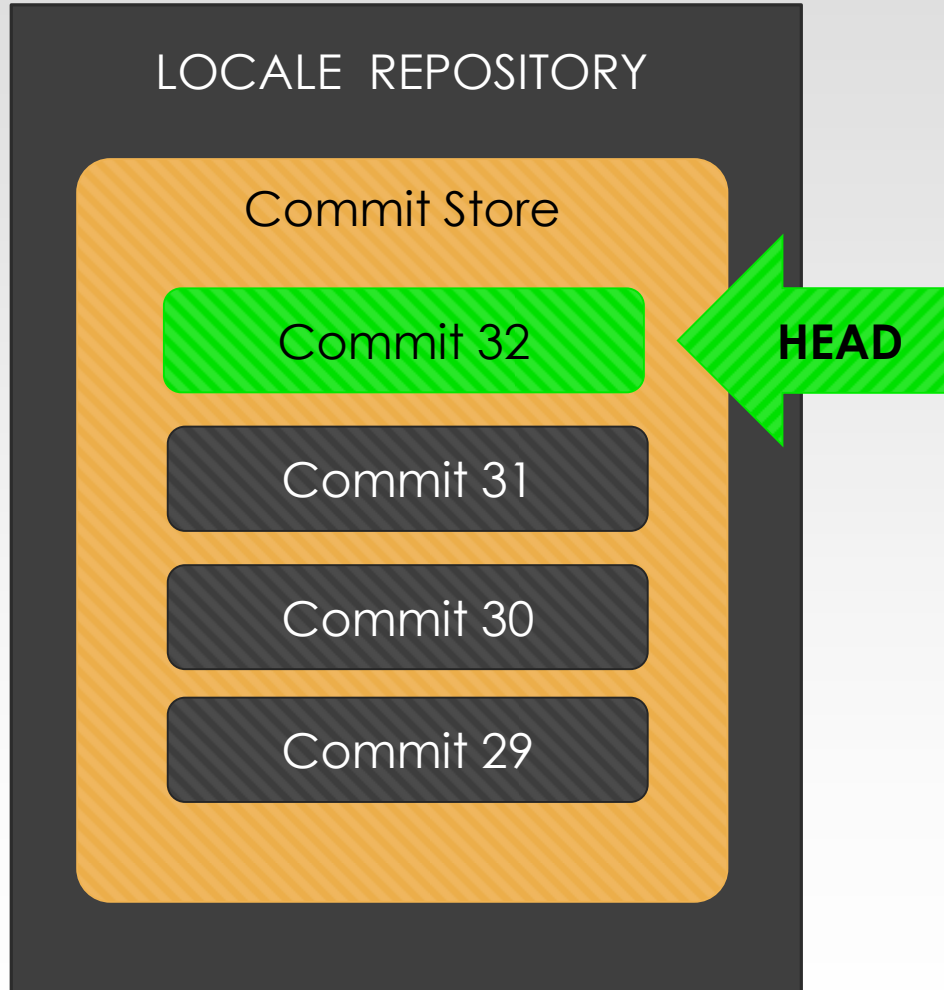 LOCALE REPOSITORY
Commit Store
Commit 32
HEAD
Commit 31
Commit 30
Commit 29